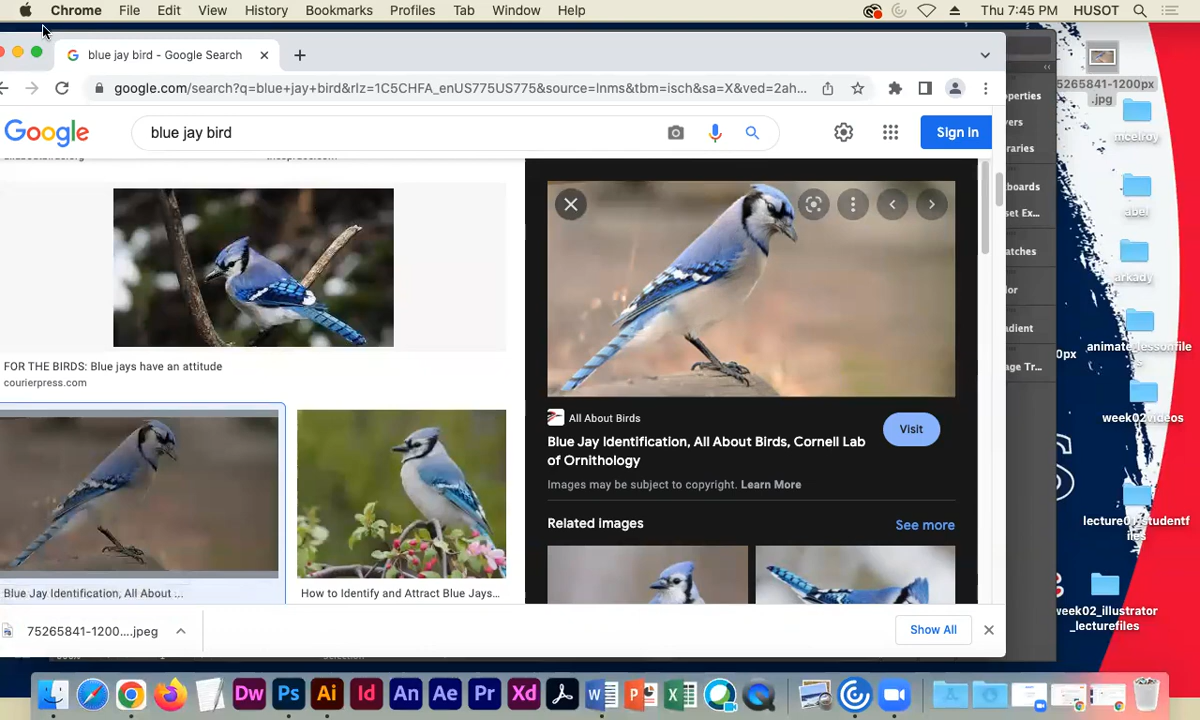 Chrome File Edit View History Bookmarks Profiles Tab Window Help Thu 7:45 PM HUSOT
blue jay bird - Google Search
google.com/search?q=blue+jay+bird&rlz=1C5CHFA_enUS775US775&source=lnms&tbm=isch&sa=X&ved=2ah...
Google blue jay bird Sign in
FOR THE BIRDS: Blue jays have an attitude
courierpress.com
Blue Jay Identification, All About ...
How to Identify and Attract Blue Jays...
All About Birds
Blue Jay Identification, All About Birds, Cornell Lab
of Ornithology
Visit
Images may be subject to copyright. Learn More
Related images See more
75265841-1200....jpeg
Show All
75265841-1200px
.jpg
mcelroy
abel
arkady
animate_lessonfile
s
week02videos
week02_illustrator
_lecturefiles
Dw Ps Ai Id An Ae Pr Xd W P X